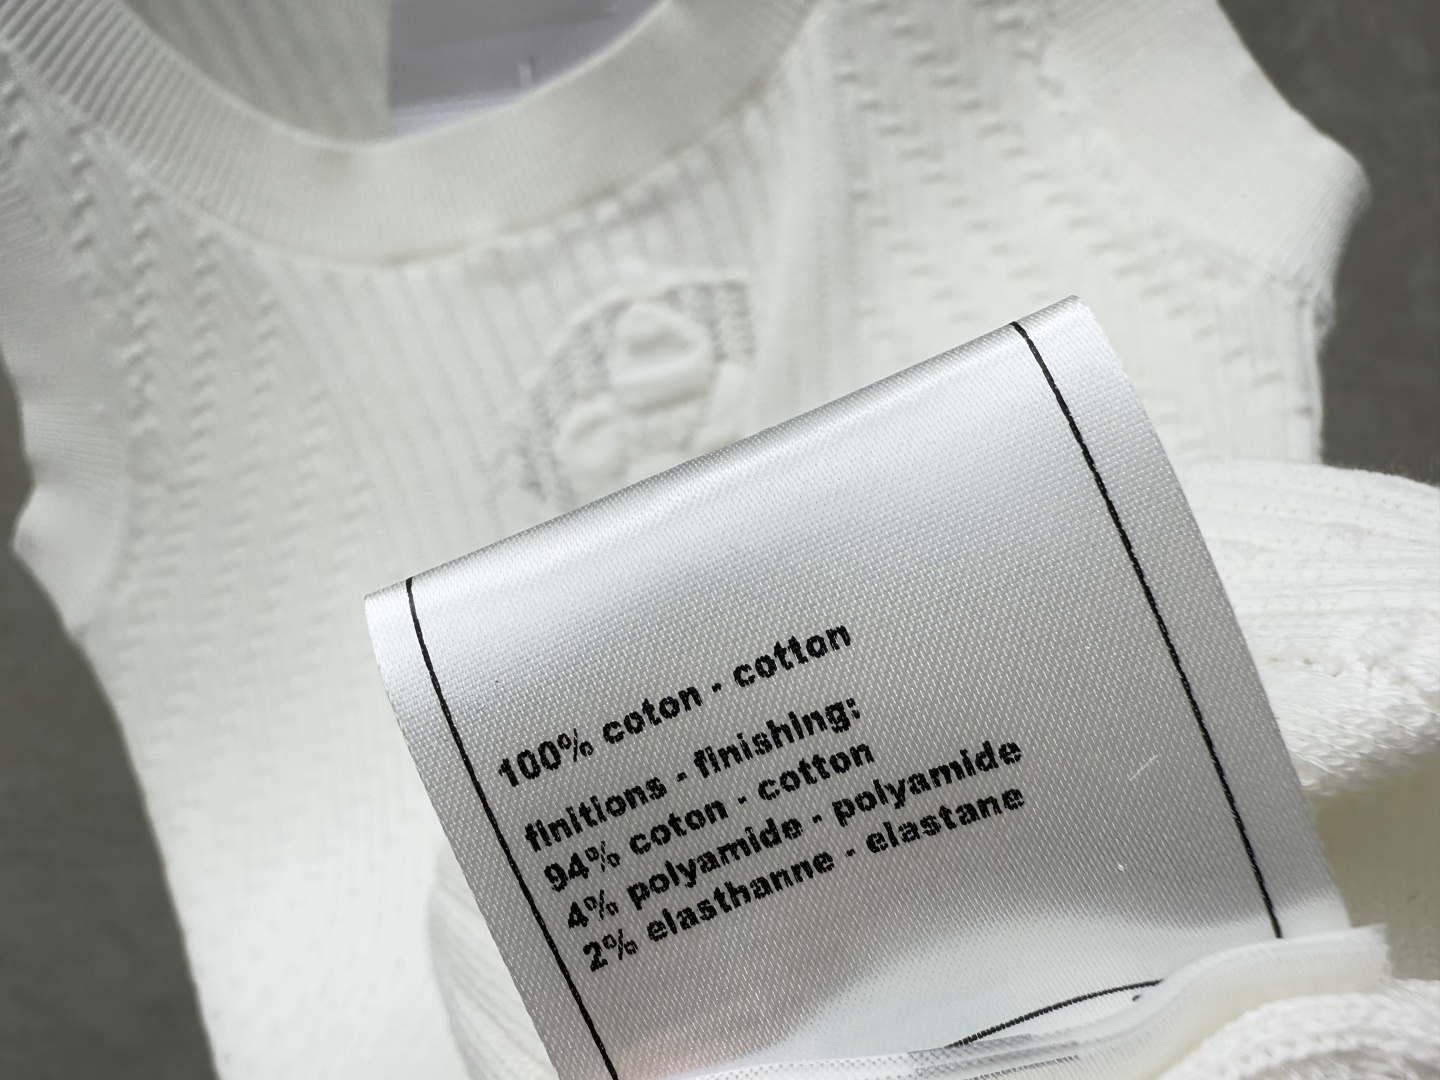 100% coton - cotton
finitions - finishing:
94% coton - cotton
4% polyamide - polyamide
2% elasthanne - elastane